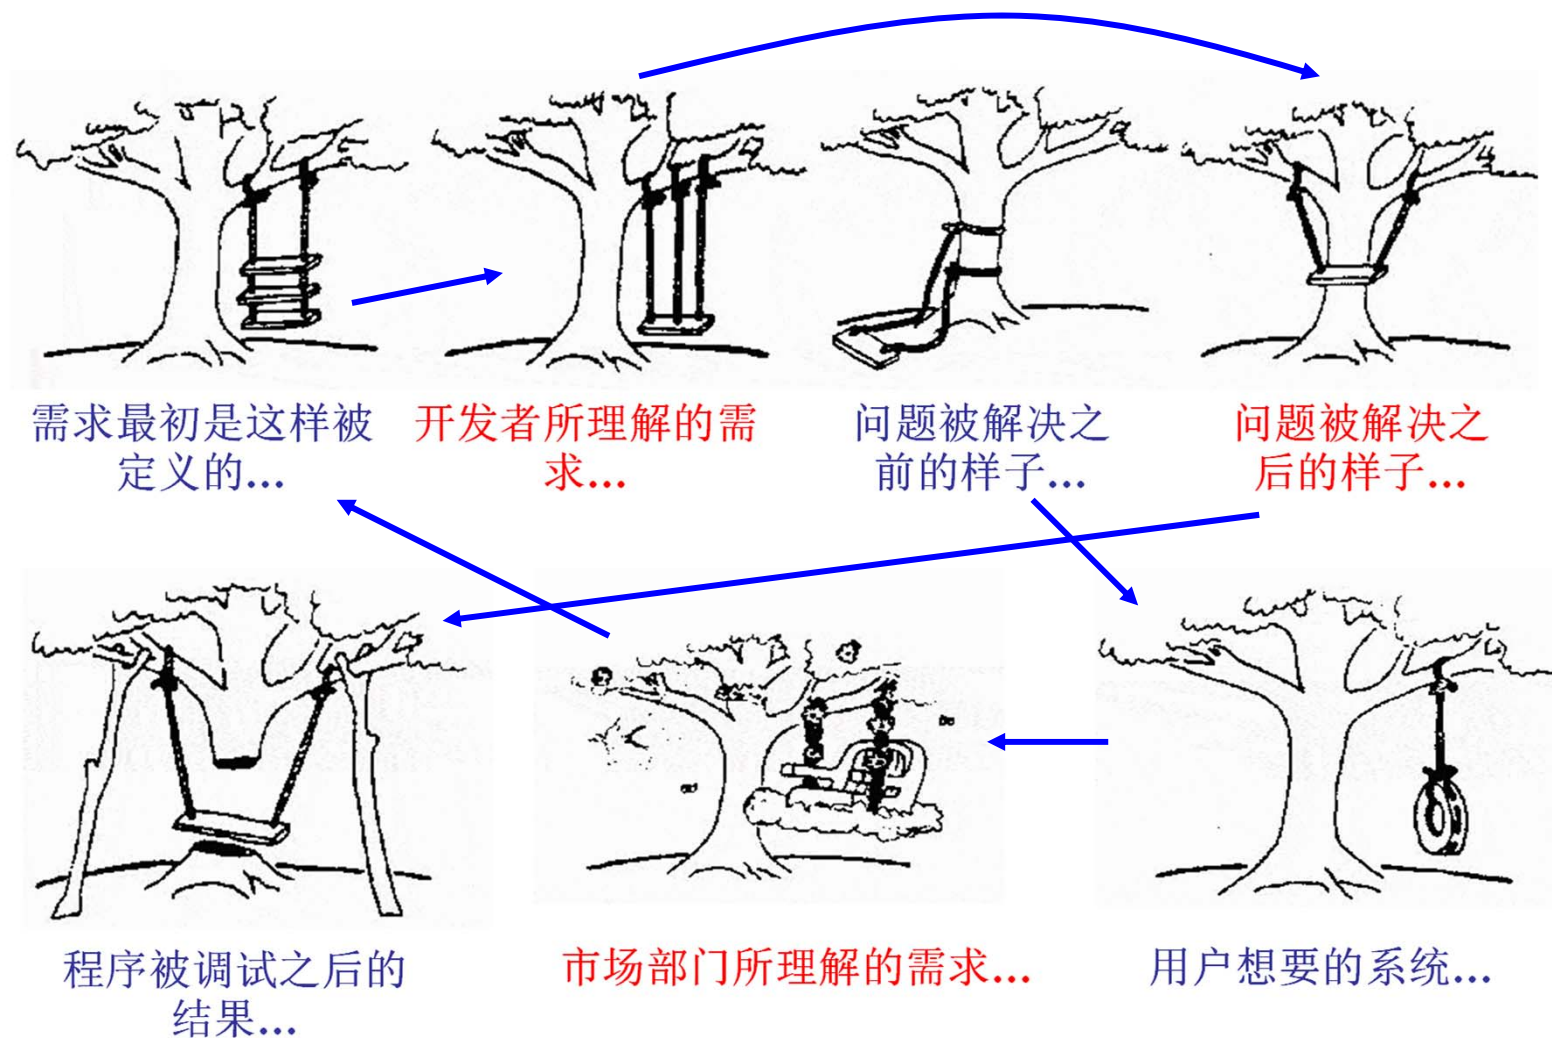 需求最初是这样被
定义的...
开发者所理解的需
求...
问题被解决之
前的样子...
问题被解决之
后的样子...
程序被调试之后的
结果...
市场部门所理解的需求...
用户想要的系统...